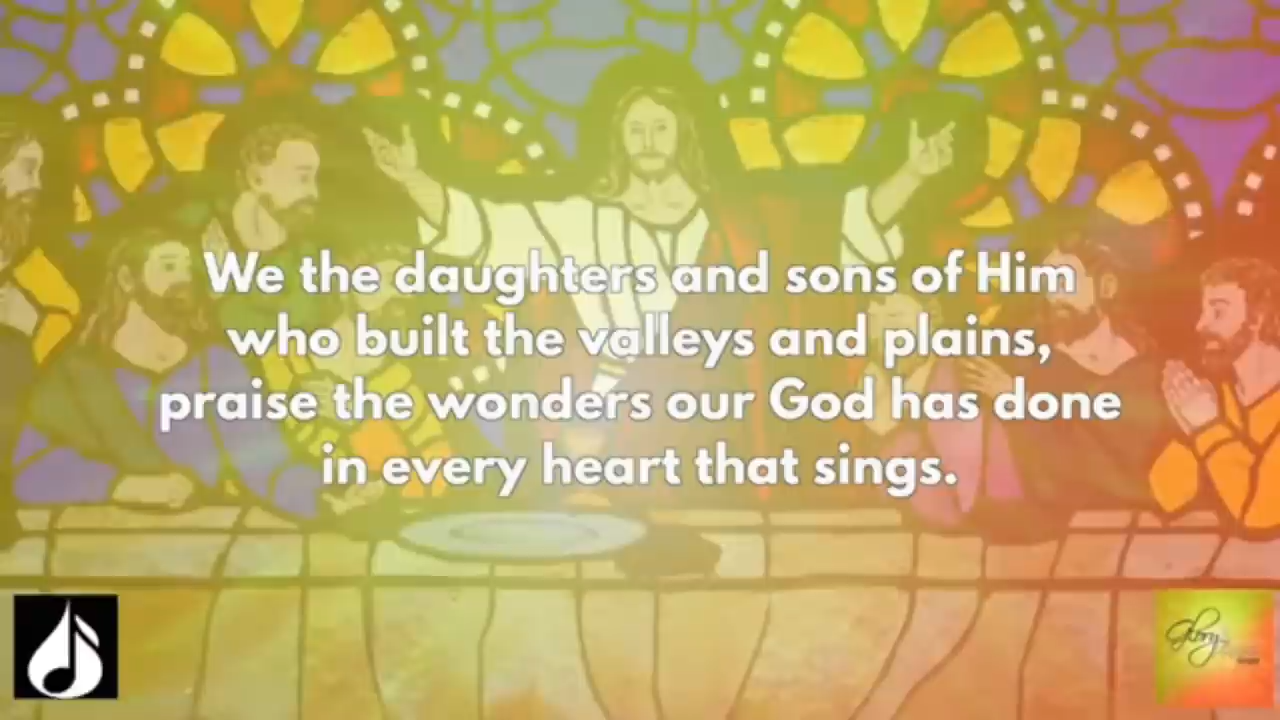 We the daughters and sons of Him
who built the valleys and plains,
praise the wonders our God has done
in every heart that sings.
Glory